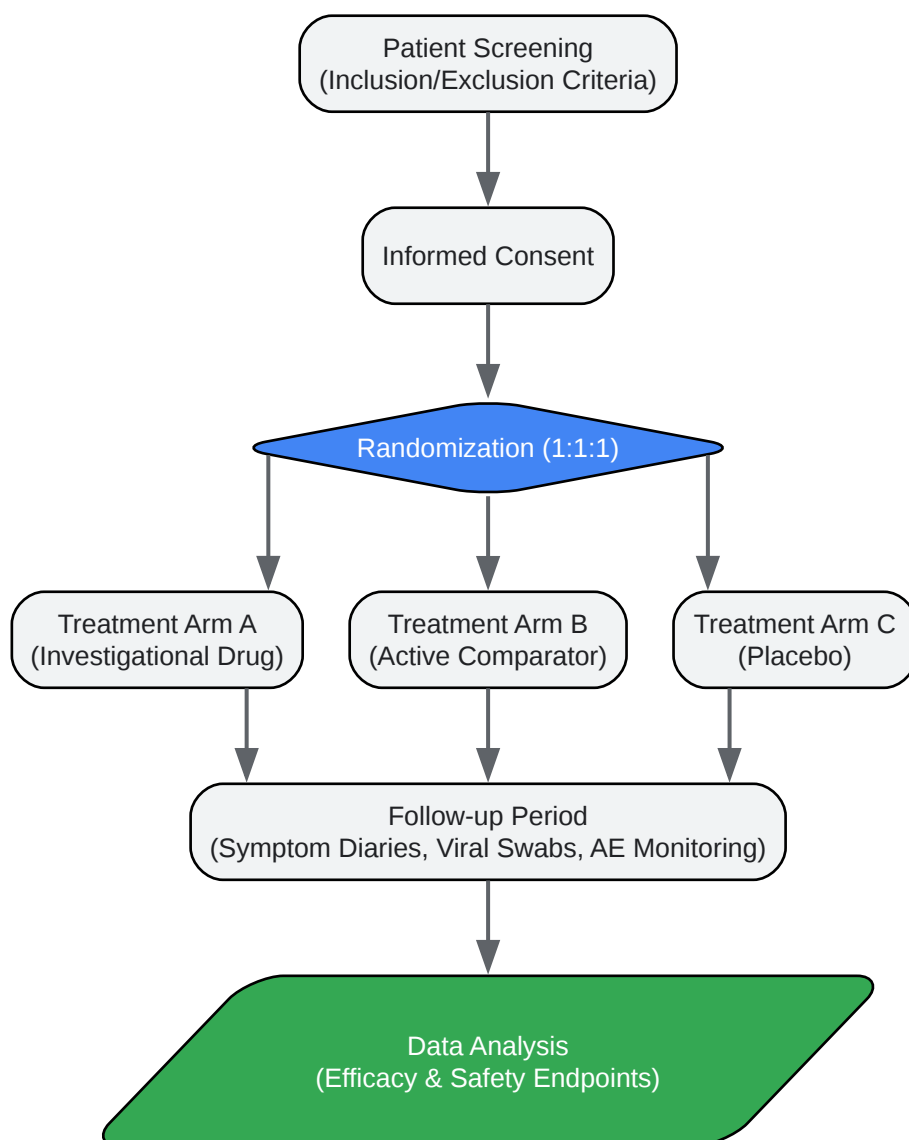 Patient Screening
(Inclusion/Exclusion Criteria)
Informed Consent
Randomization (1:1:1)
Treatment Arm A
(Investigational Drug)
Treatment Arm B
(Active Comparator)
Treatment Arm C
(Placebo)
Follow-up Period
(Symptom Diaries, Viral Swabs, AE Monitoring)
Data Analysis
(Efficacy & Safety Endpoints)